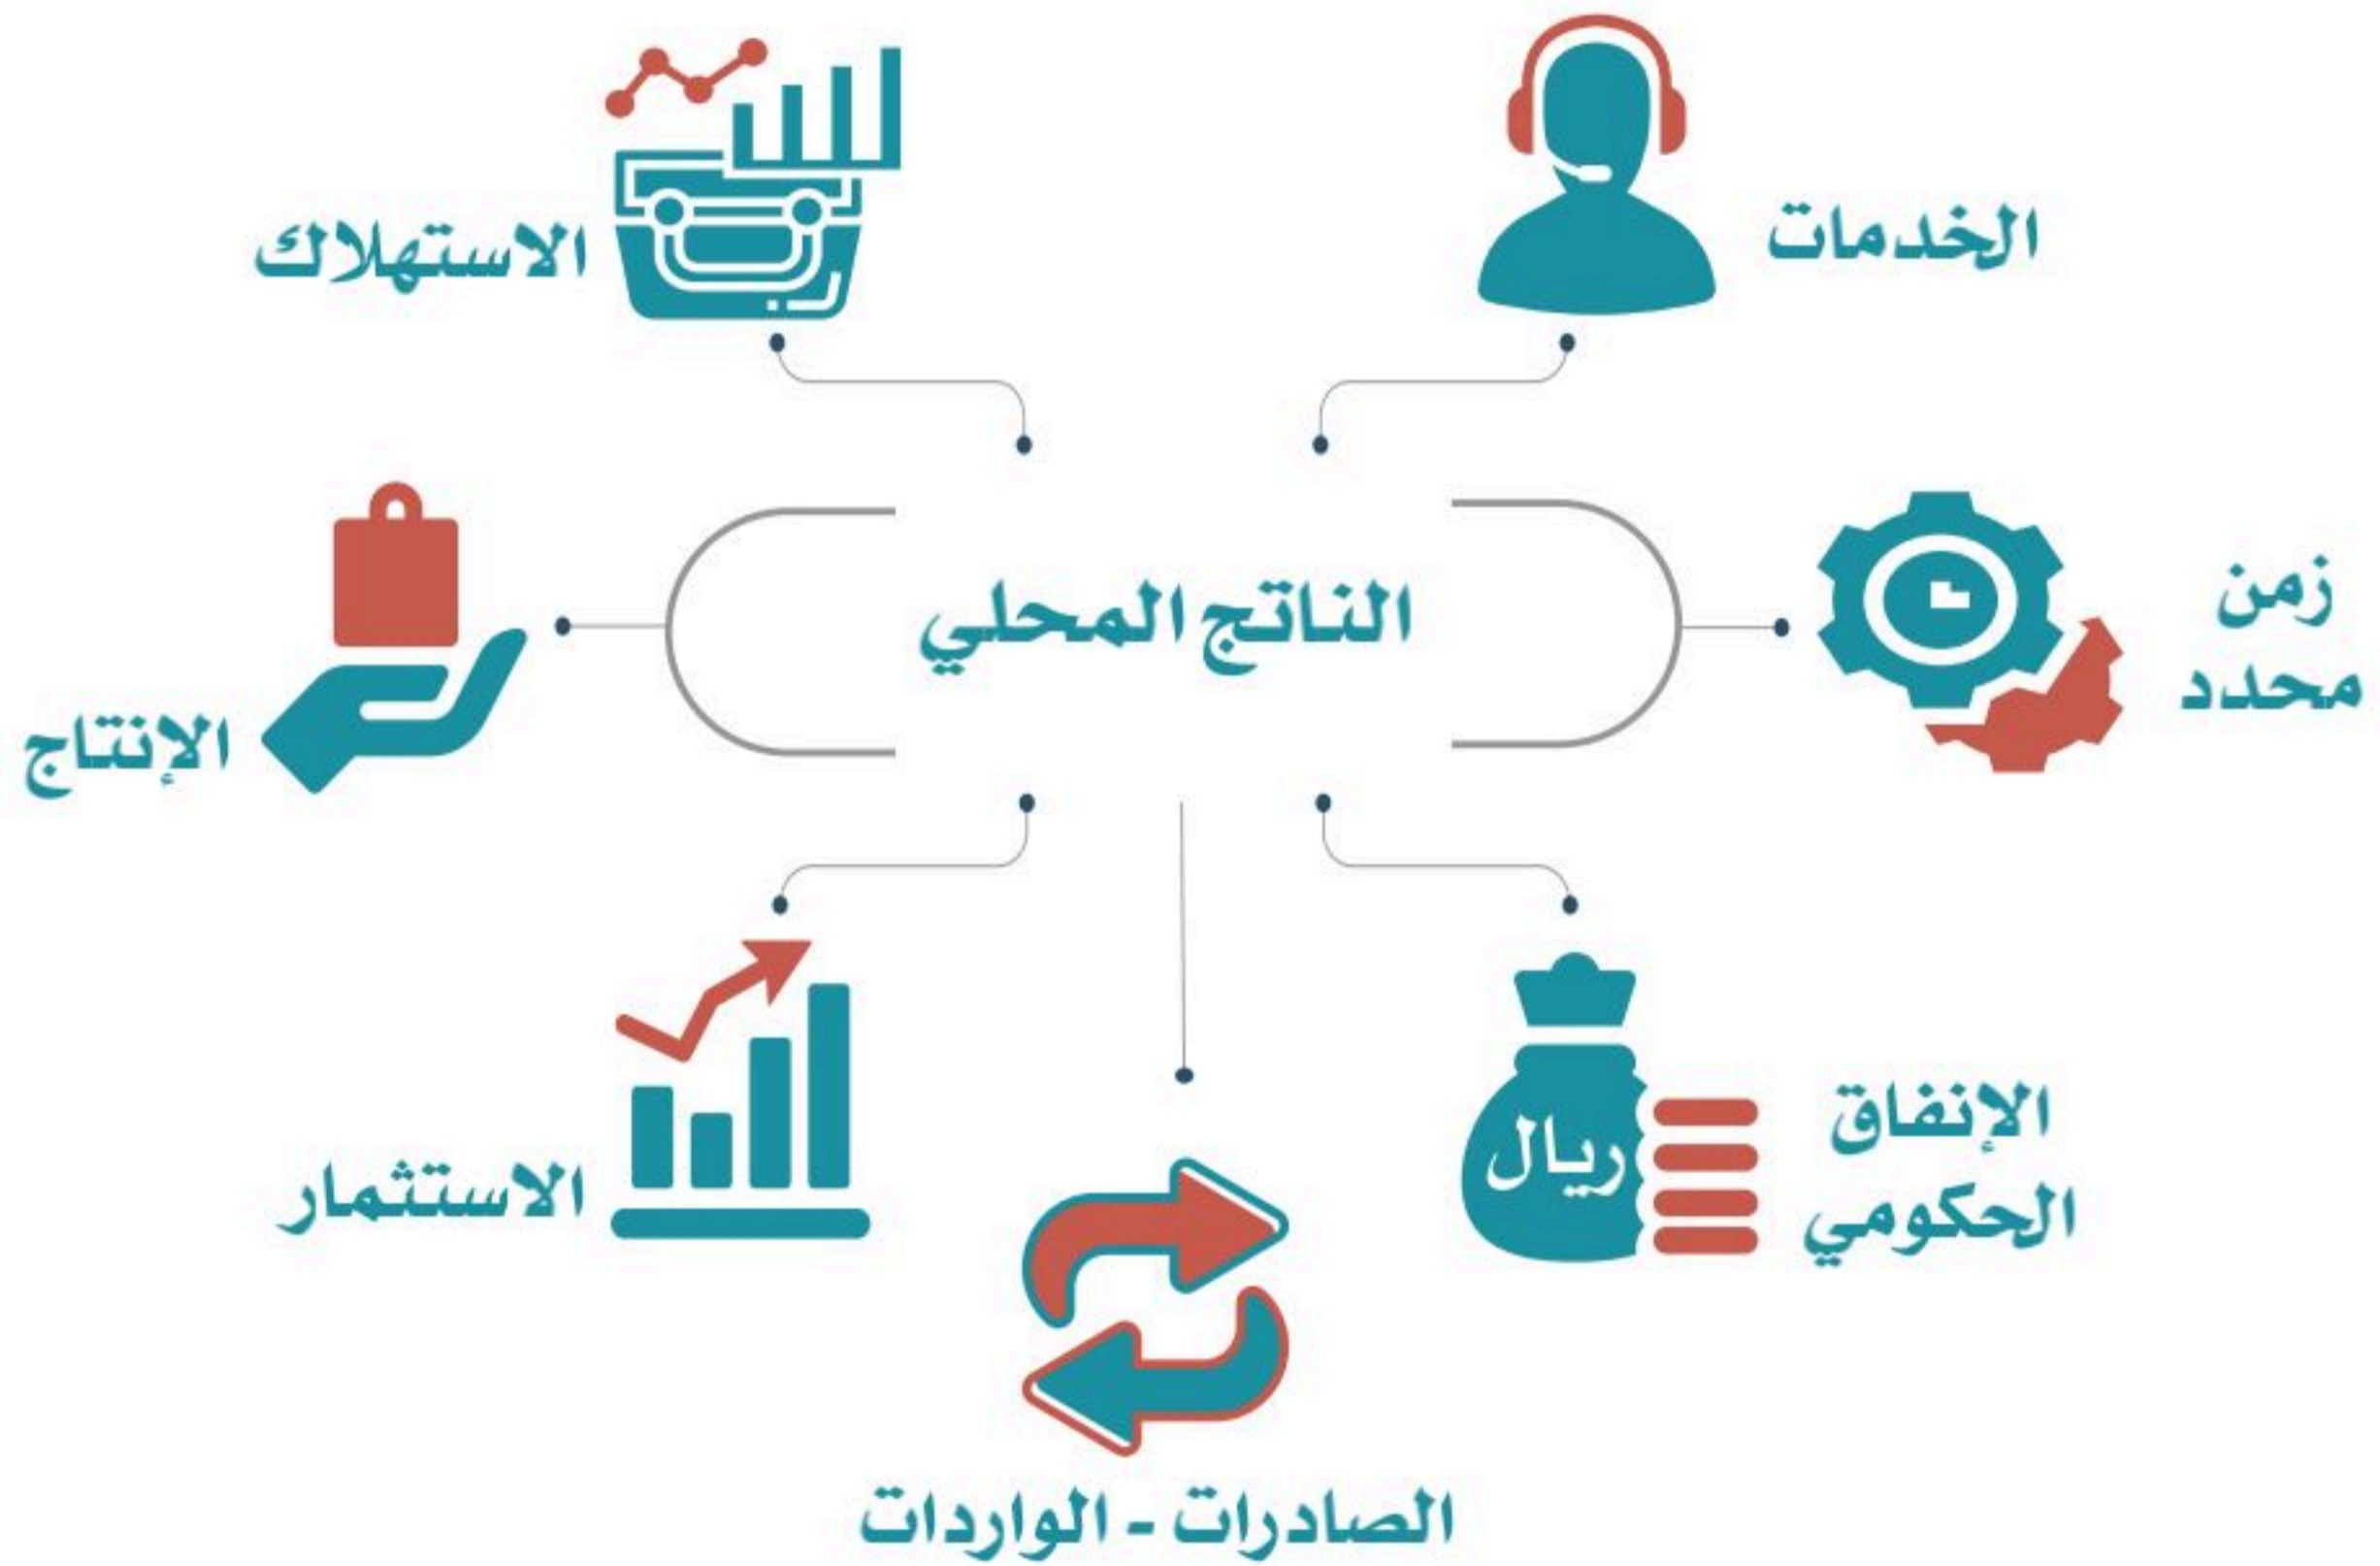 الخدمات
الاستهلاك
زمن
محدد
الناتج المحلي
الإنتاج
الإنفاق
الحكومي
ريال
الاستثمار
الصادرات - الواردات